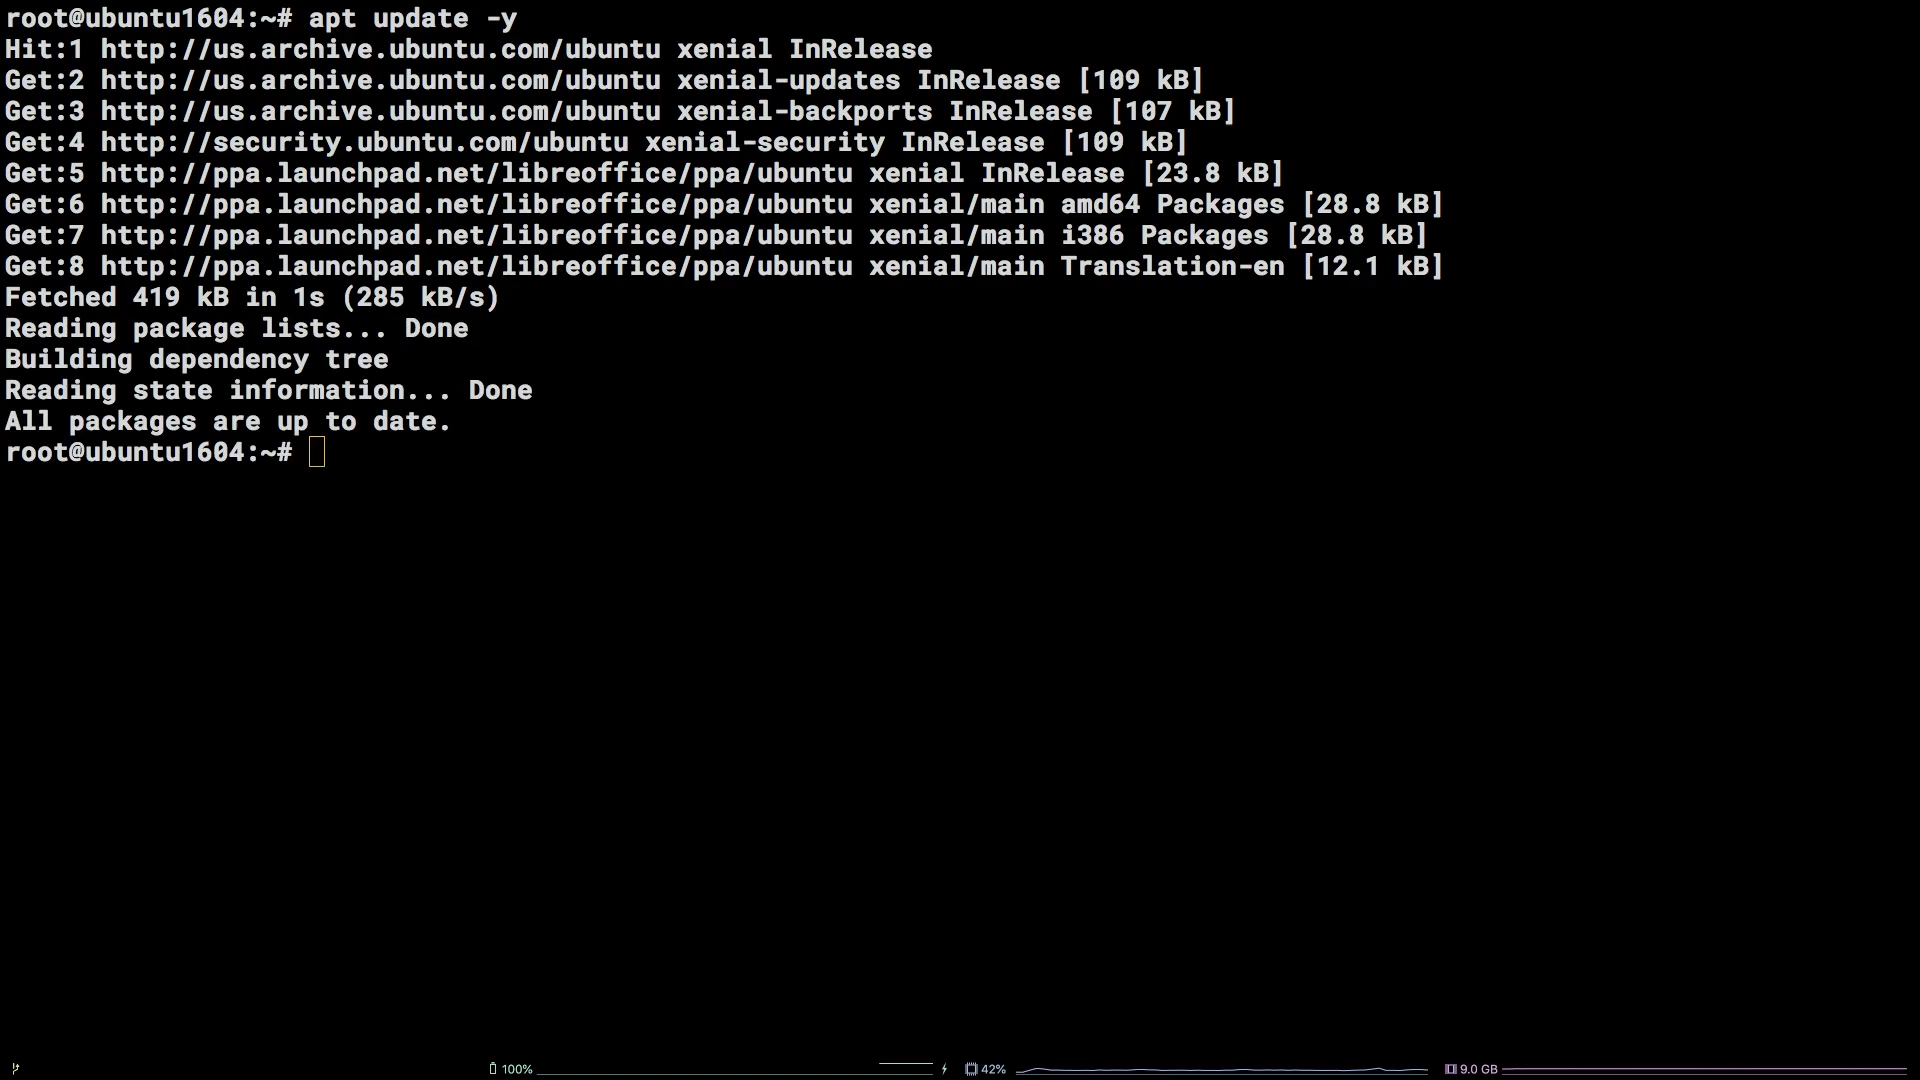 root@ubuntu1604:~# apt update -y
Hit:1 http://us.archive.ubuntu.com/ubuntu xenial InRelease
Get:2 http://us.archive.ubuntu.com/ubuntu xenial-updates InRelease [109 kB]
Get:3 http://us.archive.ubuntu.com/ubuntu xenial-backports InRelease [107 kB]
Get:4 http://security.ubuntu.com/ubuntu xenial-security InRelease [109 kB]
Get:5 http://ppa.launchpad.net/libreoffice/ppa/ubuntu xenial InRelease [23.8 kB]
Get:6 http://ppa.launchpad.net/libreoffice/ppa/ubuntu xenial/main amd64 Packages [28.8 kB]
Get:7 http://ppa.launchpad.net/libreoffice/ppa/ubuntu xenial/main i386 Packages [28.8 kB]
Get:8 http://ppa.launchpad.net/libreoffice/ppa/ubuntu xenial/main Translation-en [12.1 kB]
Fetched 419 kB in 1s (285 kB/s)
Reading package lists... Done
Building dependency tree
Reading state information... Done
All packages are up to date.
root@ubuntu1604:~#
100% 42% 9.0 GB